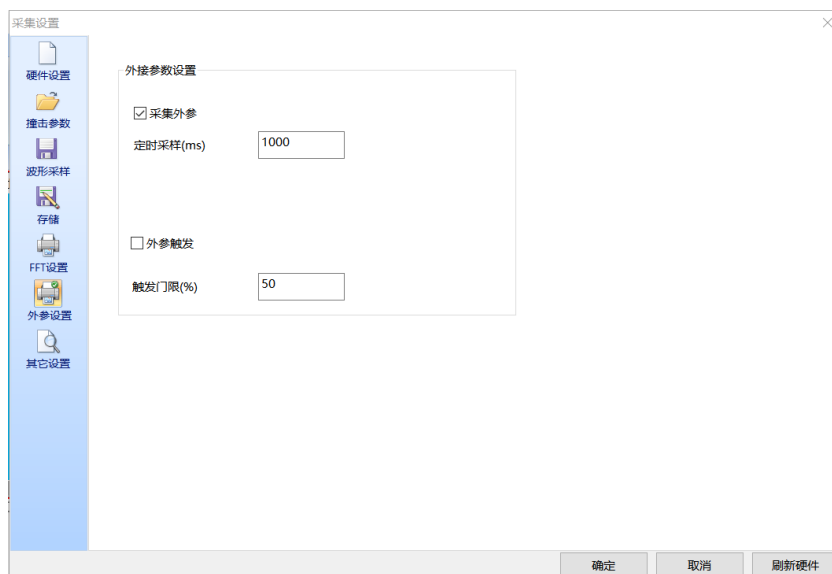 采集设置
硬件设置
撞击参数
波形采样
存储
FFT设置
外参设置
其它设置
外接参数设置
采集外参
定时采样(ms)
1000
外参触发
触发门限(%)
50
确定
取消
刷新硬件